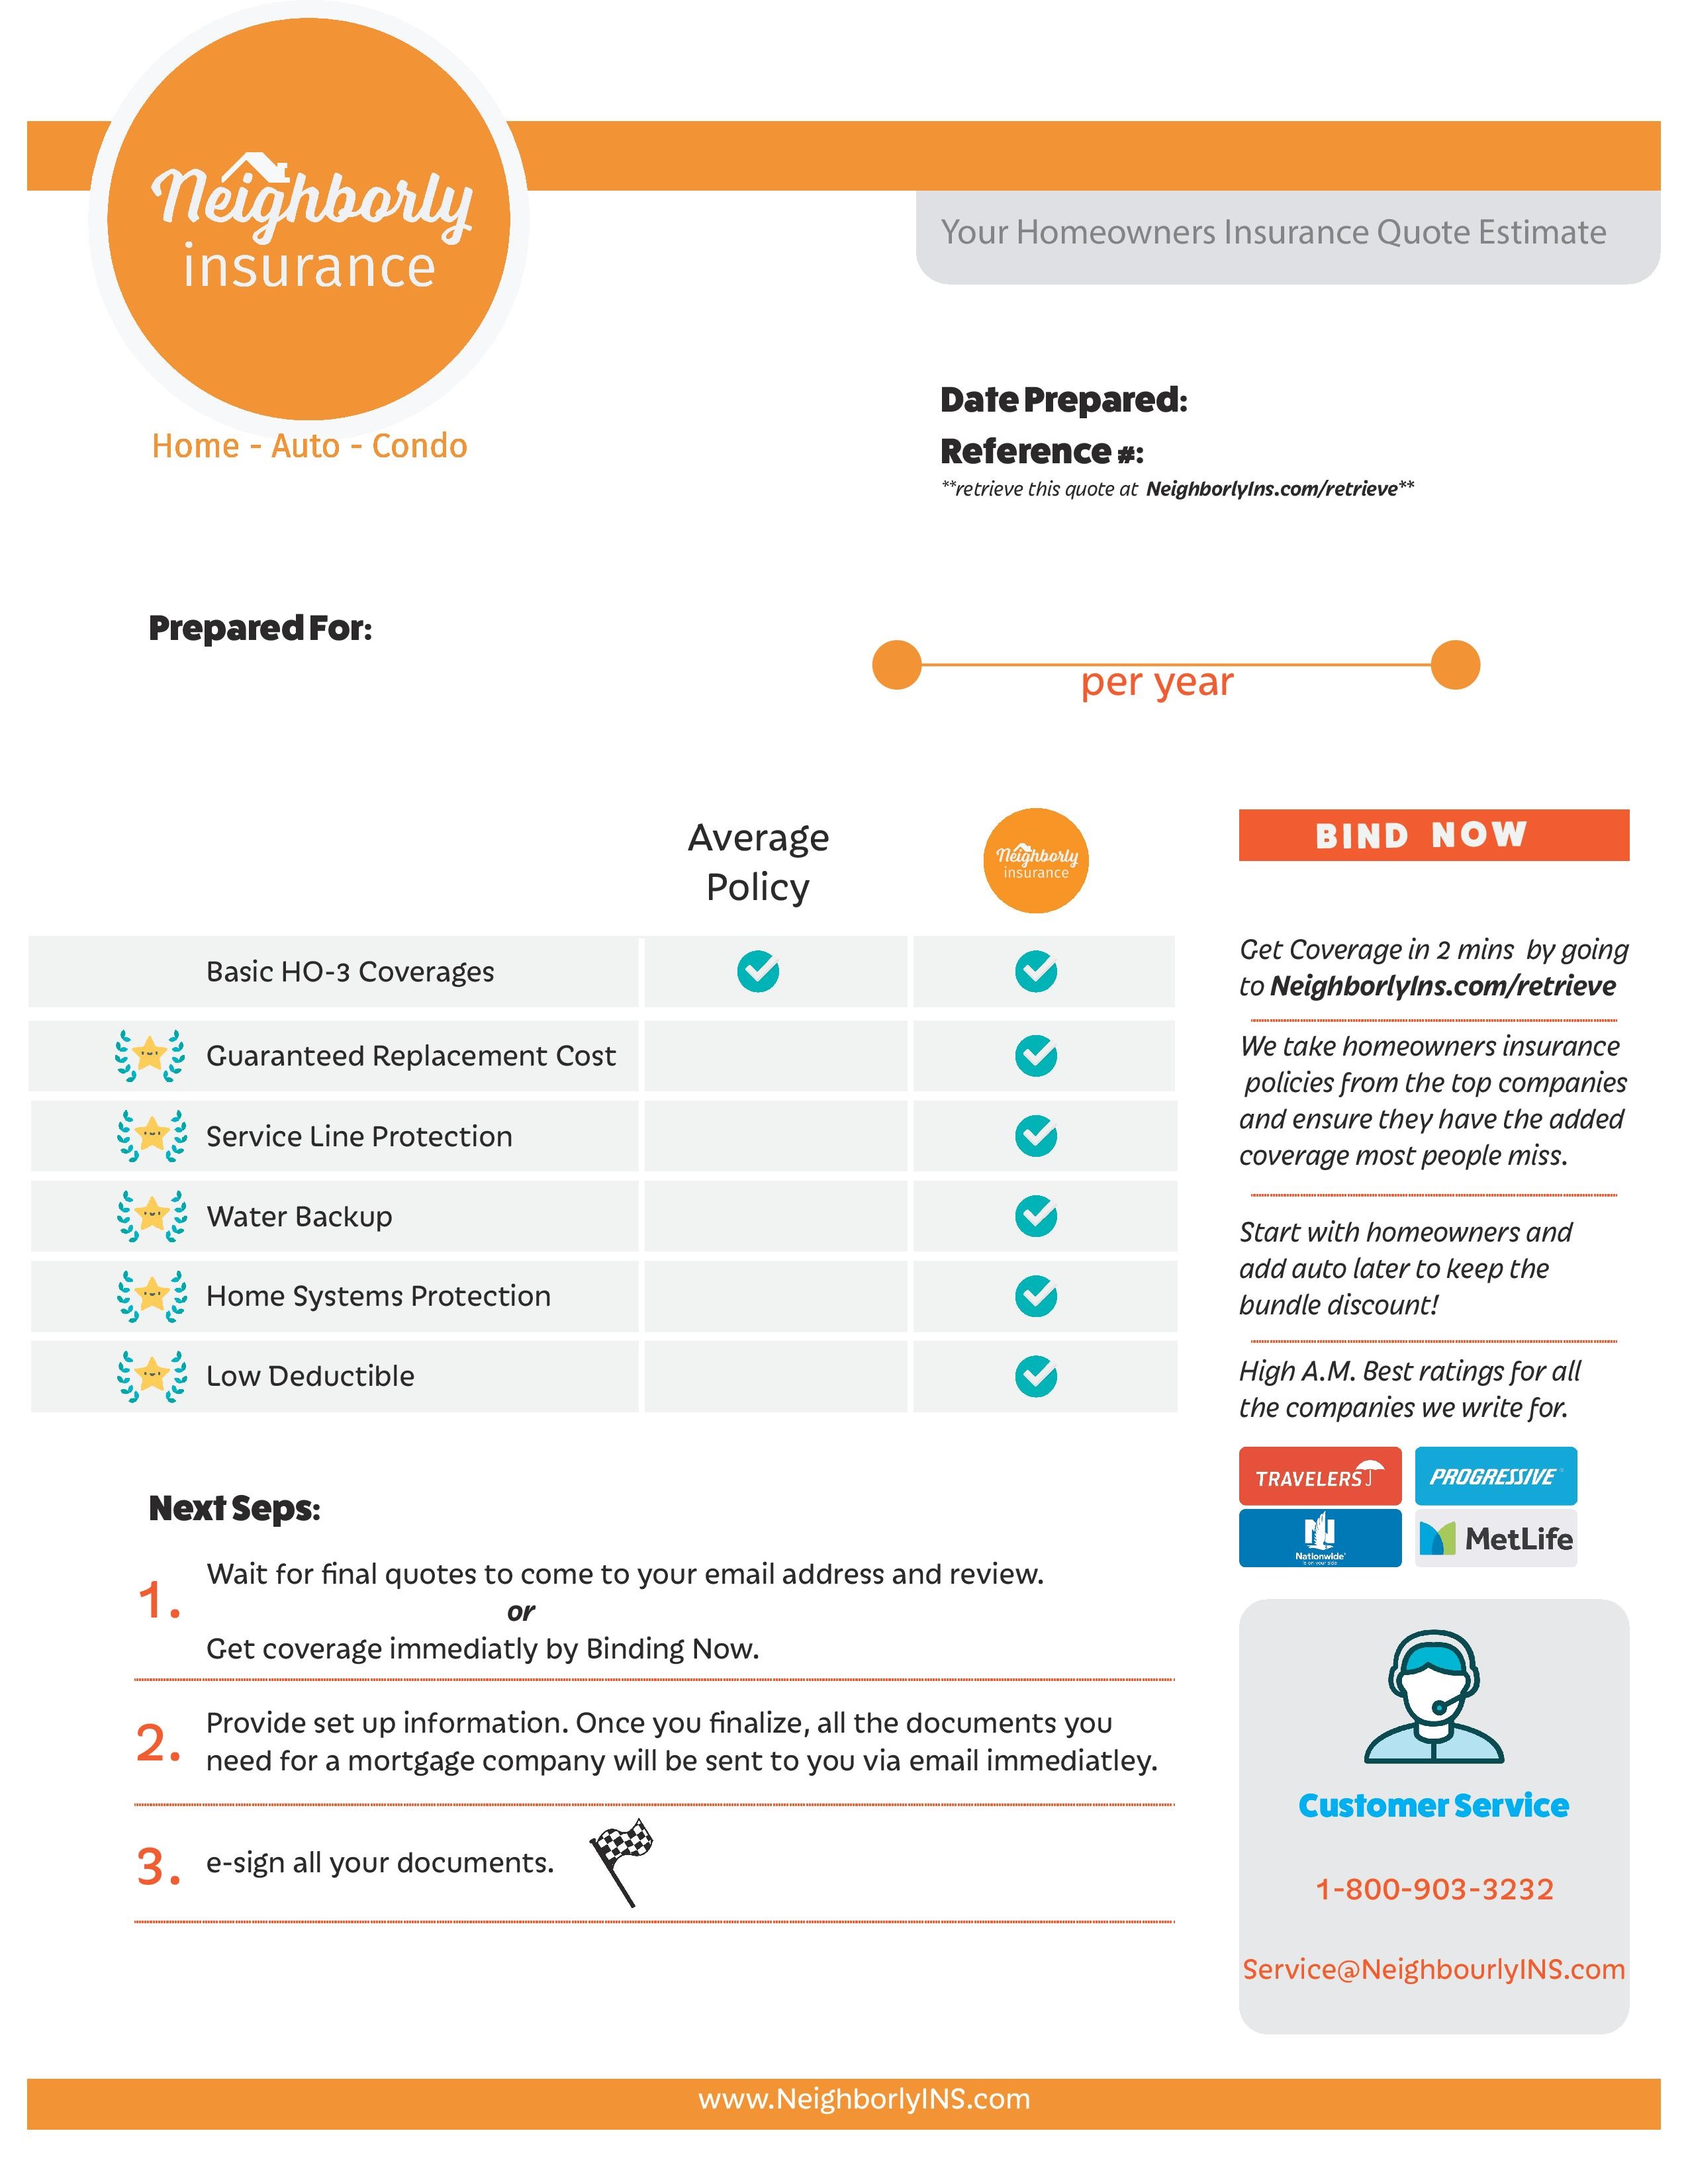 Neighborly
insurance
Home - Auto - Condo
Your Homeowners Insurance Quote Estimate
Date Prepared:
Reference #:
**retrieve this quote at NeighborlyIns.com/retrieve**
Prepared For:
per year
Average
Policy
Neighborly
insurance
Basic HO-3 Coverages
Guaranteed Replacement Cost
Service Line Protection
Water Backup
Home Systems Protection
Low Deductible
BIND NOW
Get Coverage in 2 mins by going
to NeighborlyIns.com/retrieve
We take homeowners insurance
policies from the top companies
and ensure they have the added
coverage most people miss.
Start with homeowners and
add auto later to keep the
bundle discount!
High A.M. Best ratings for all
the companies we write for.
TRAVELERS
PROGRESSIVE
Nationwide
is on your side
MetLife
Next Seps:
1.
Wait for final quotes to come to your email address and review.
or
Get coverage immediatly by Binding Now.
2.
Provide set up information. Once you finalize, all the documents you
need for a mortgage company will be sent to you via email immediatley.
3.
e-sign all your documents.
Customer Service
1-800-903-3232
Service@NeighbourlyINS.com
www.NeighborlyINS.com